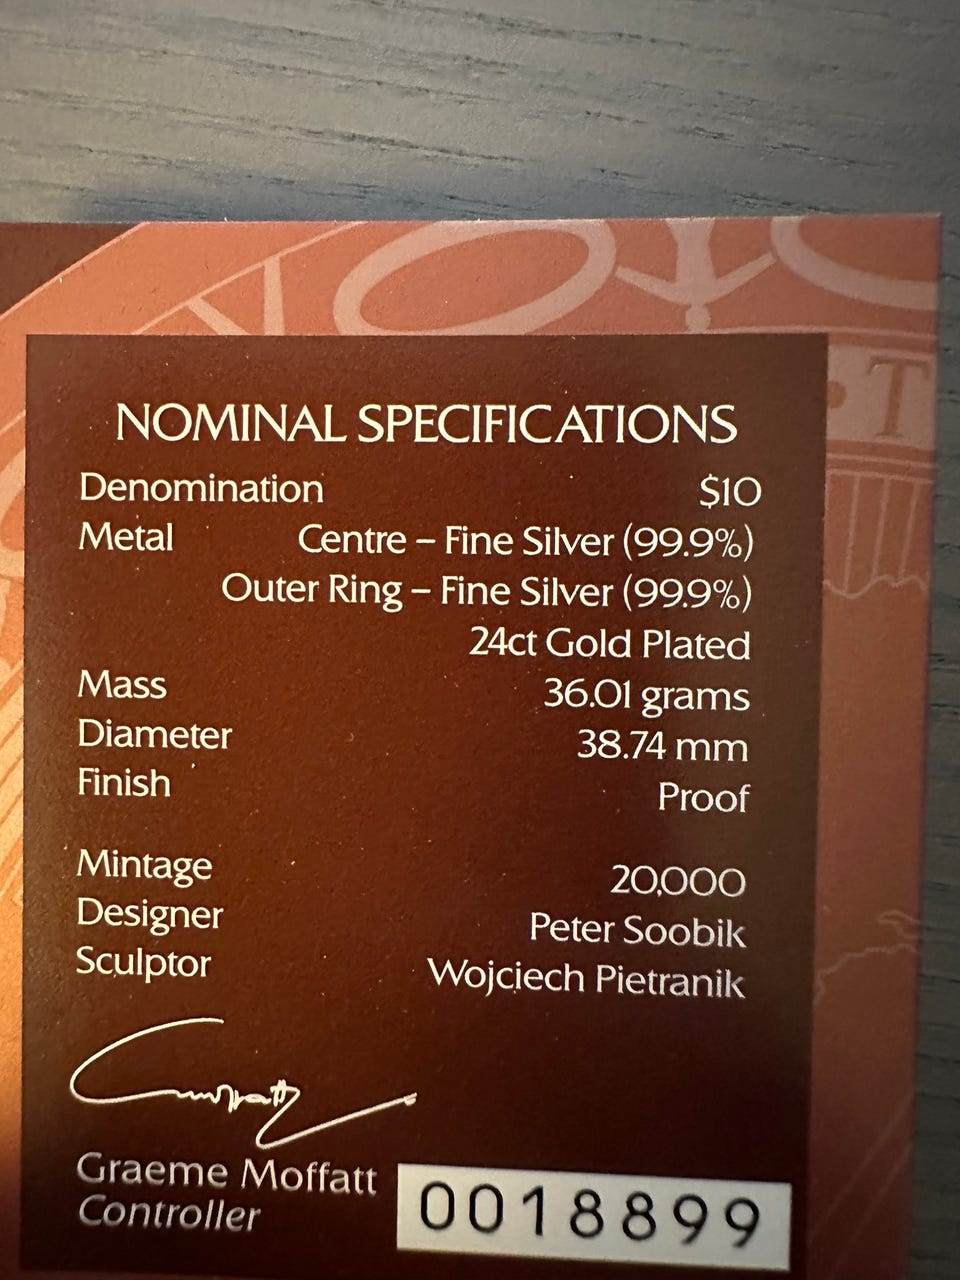 NOMINAL SPECIFICATIONS
Denomination $10
Metal Centre – Fine Silver (99.9%)
Outer Ring – Fine Silver (99.9%)
24ct Gold Plated
Mass 36.01 grams
Diameter 38.74 mm
Finish Proof
Mintage 20,000
Designer Peter Soobik
Sculptor Wojciech Pietranik
Graeme Moffatt
Controller
0018899